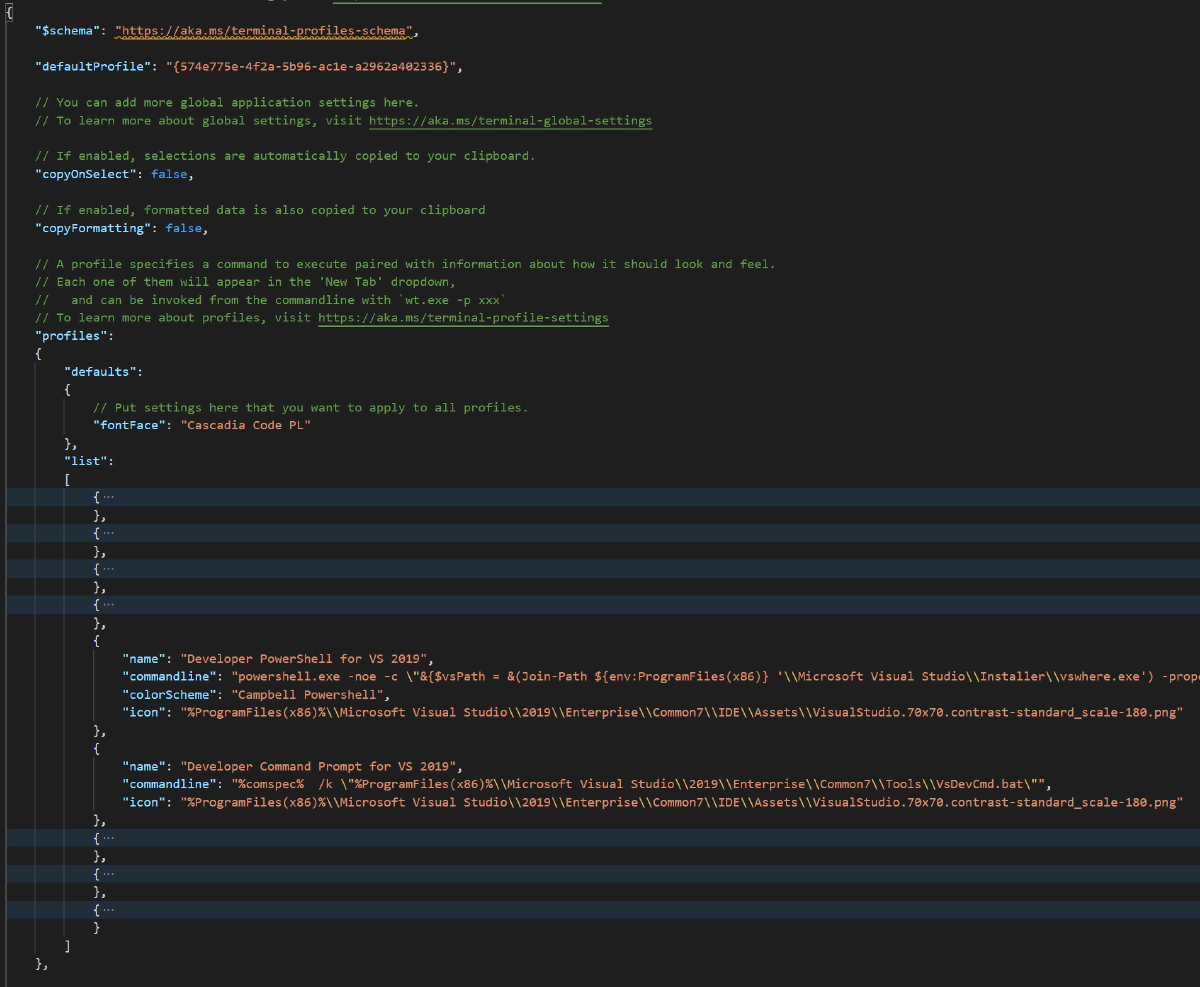 {
"$schema": "https://aka.ms/terminal-profiles-schema",
"defaultProfile": "{574e775e-4f2a-5b96-ac1e-a2962a402336}",
// You can add more global application settings here.
// To learn more about global settings, visit https://aka.ms/terminal-global-settings
// If enabled, selections are automatically copied to your clipboard.
"copyOnSelect": false,
// If enabled, formatted data is also copied to your clipboard
"copyFormatting": false,
// A profile specifies a command to execute paired with information about how it should look and feel.
// Each one of them will appear in the 'New Tab' dropdown,
//   and can be invoked from the commandline with `wt.exe -p xxx`
// To learn more about profiles, visit https://aka.ms/terminal-profile-settings
"profiles":
{
"defaults":
{
// Put settings here that you want to apply to all profiles.
"fontFace": "Cascadia Code PL"
},
"list":
[
{ ···
},
{ ···
},
{ ···
},
{ ···
},
{
"name": "Developer PowerShell for VS 2019",
"commandline": "powershell.exe -noe -c \"&{$vsPath = &(Join-Path ${env:ProgramFiles(x86)} '\\Microsoft Visual Studio\\Installer\\vswhere.exe') -prope
"colorScheme": "Campbell Powershell",
"icon": "%ProgramFiles(x86)%\\Microsoft Visual Studio\\2019\\Enterprise\\Common7\\IDE\\Assets\\VisualStudio.70x70.contrast-standard_scale-180.png"
},
{
"name": "Developer Command Prompt for VS 2019",
"commandline": "%comspec%  /k \"%ProgramFiles(x86)%\\Microsoft Visual Studio\\2019\\Enterprise\\Common7\\Tools\\VsDevCmd.bat\"",
"icon": "%ProgramFiles(x86)%\\Microsoft Visual Studio\\2019\\Enterprise\\Common7\\IDE\\Assets\\VisualStudio.70x70.contrast-standard_scale-180.png"
},
{ ···
},
{ ···
},
{ ···
}
]
},